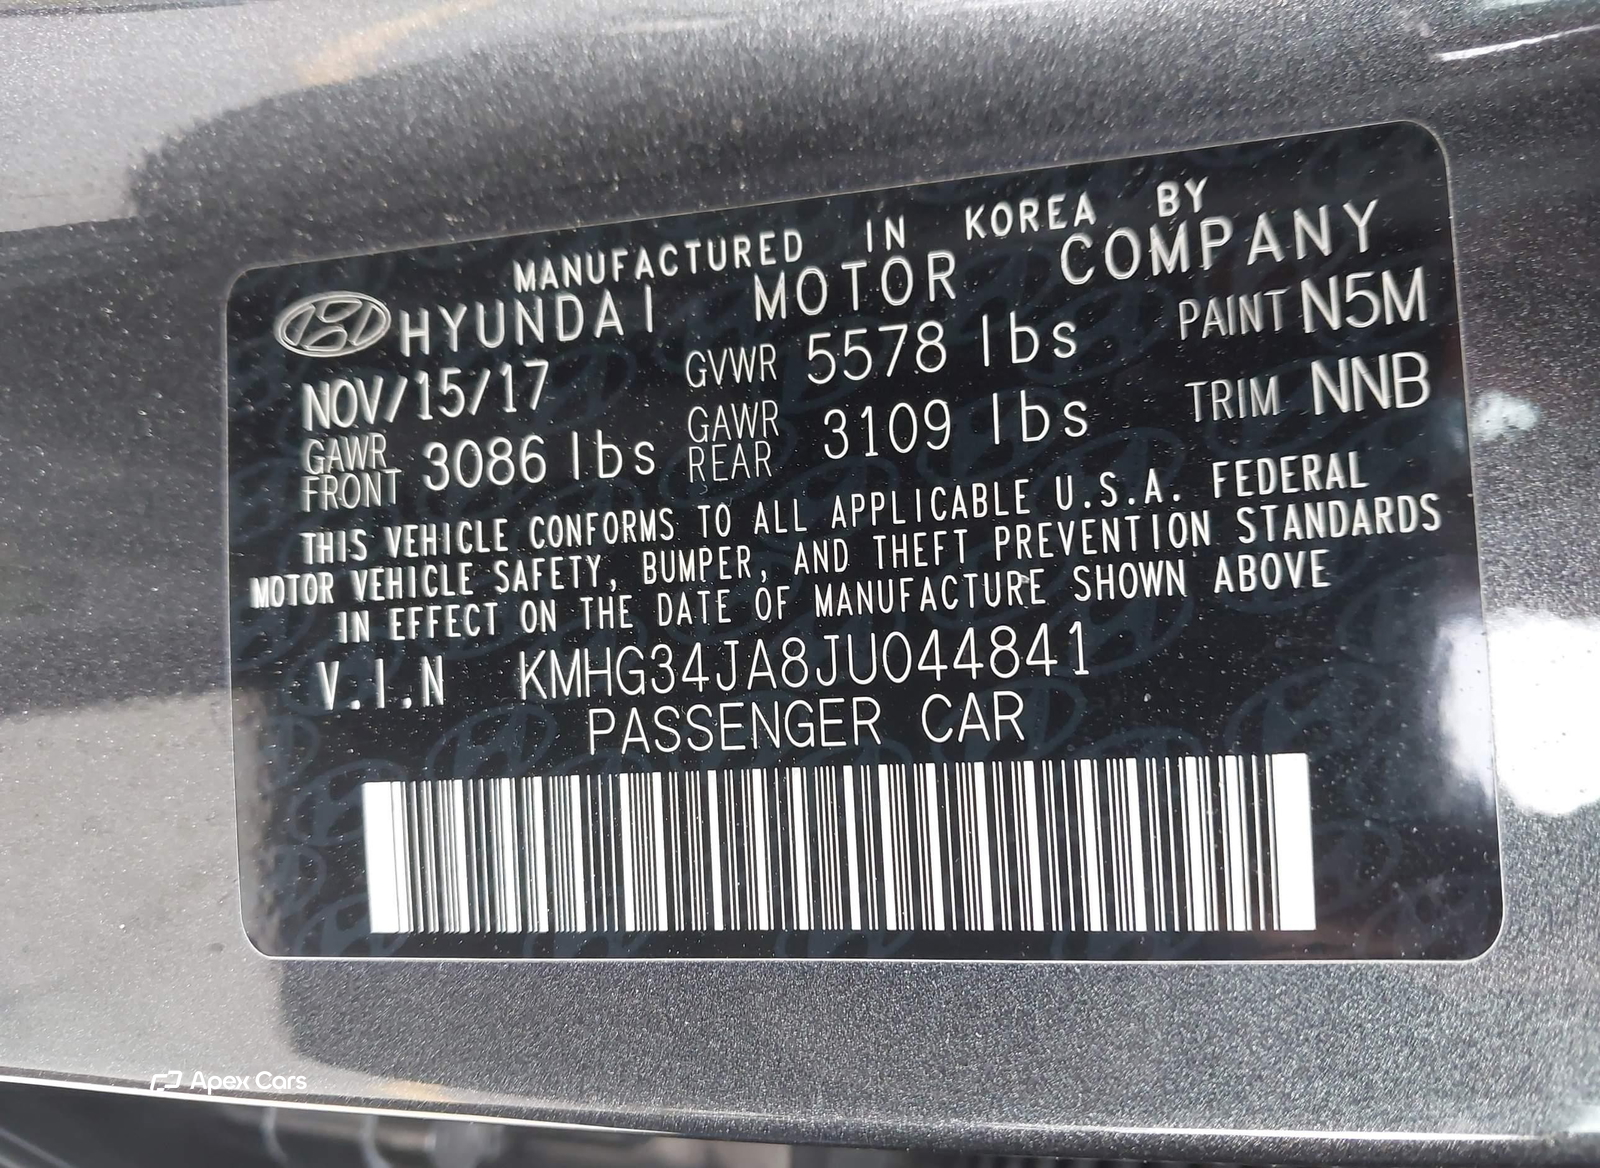 MANUFACTURED IN KOREA BY
HYUNDAI MOTOR COMPANY
NOV/15/17 GVWR 5578 lbs PAINT N5M
GAWR FRONT 3086 lbs GAWR REAR 3109 lbs TRIM NNB
THIS VEHICLE CONFORMS TO ALL APPLICABLE U.S.A. FEDERAL
MOTOR VEHICLE SAFETY, BUMPER, AND THEFT PREVENTION STANDARDS
IN EFFECT ON THE DATE OF MANUFACTURE SHOWN ABOVE
V.I.N KMHG34JA8JU044841
PASSENGER CAR
Apex Cars